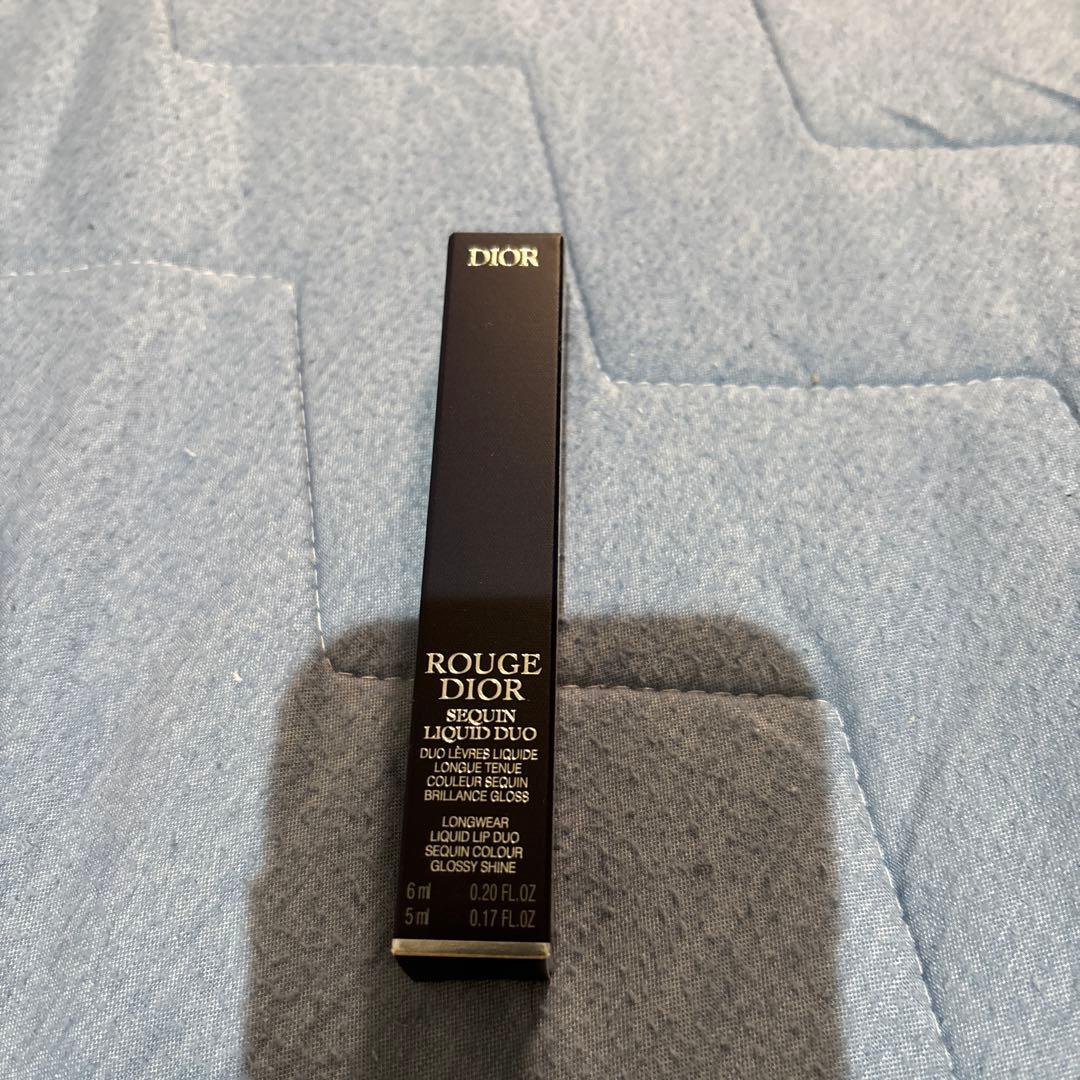 DIOR
ROUGE
DIOR
SEQUIN
LIQUID DUO
DUO LÈVRES LIQUIDE
LONGUE TENUE
COULEUR SEQUIN
BRILLANCE GLOSS
LONGWEAR
LIQUID LIP DUO
SEQUIN COLOUR
GLOSSY SHINE
6 ml 0.20 FL.OZ
5 ml 0.17 FL.OZ